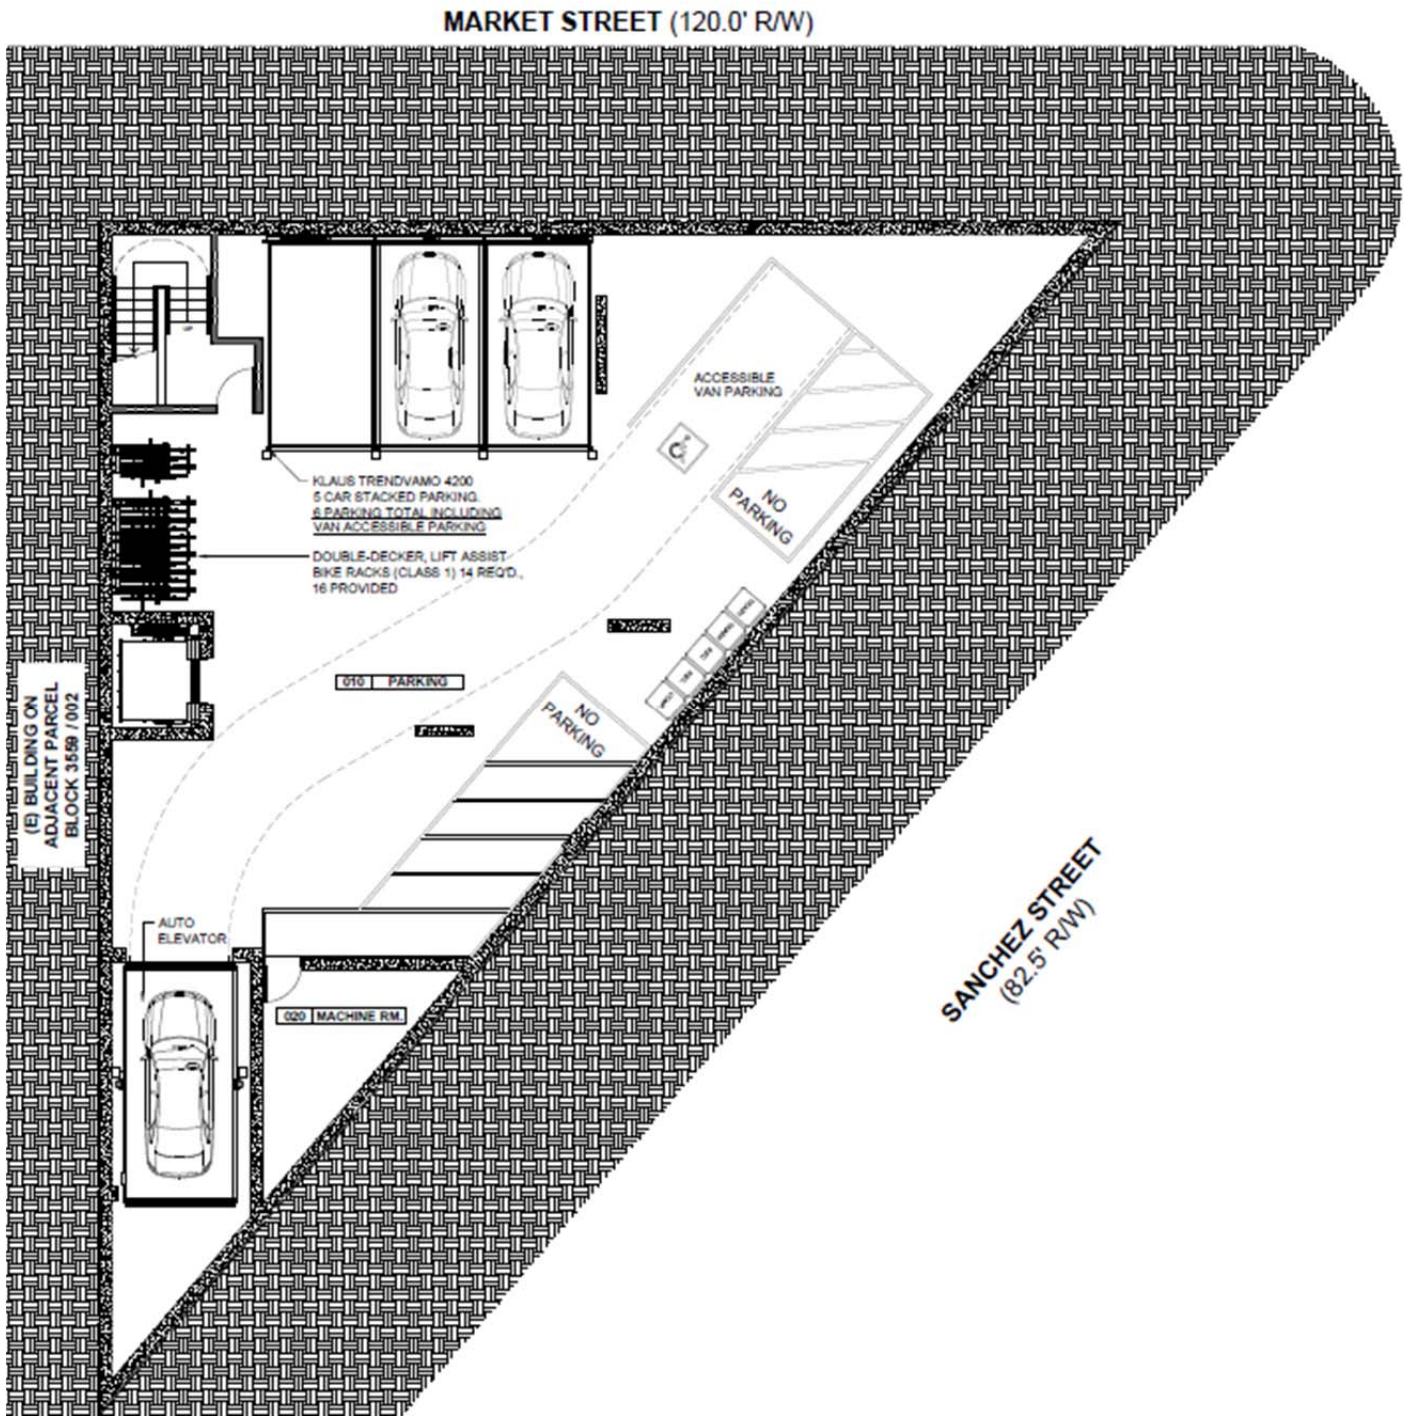 MARKET STREET (120.0' R/W)
ACCESSIBLE
VAN PARKING
KLAUS TRENDVAMO 4200
5 CAR STACKED PARKING.
6 PARKING TOTAL INCLUDING
VAN ACCESSIBLE PARKING
NO
PARKING
DOUBLE-DECKER, LIFT ASSIST
BIKE RACKS (CLASS 1) 14 REQ'D.,
16 PROVIDED
010 PARKING
NO
PARKING
(E) BUILDING ON
ADJACENT PARCEL
BLOCK 3559 / 002
AUTO
ELEVATOR
SANCHEZ STREET
(82.5' R/W)
020 MACHINE RM.